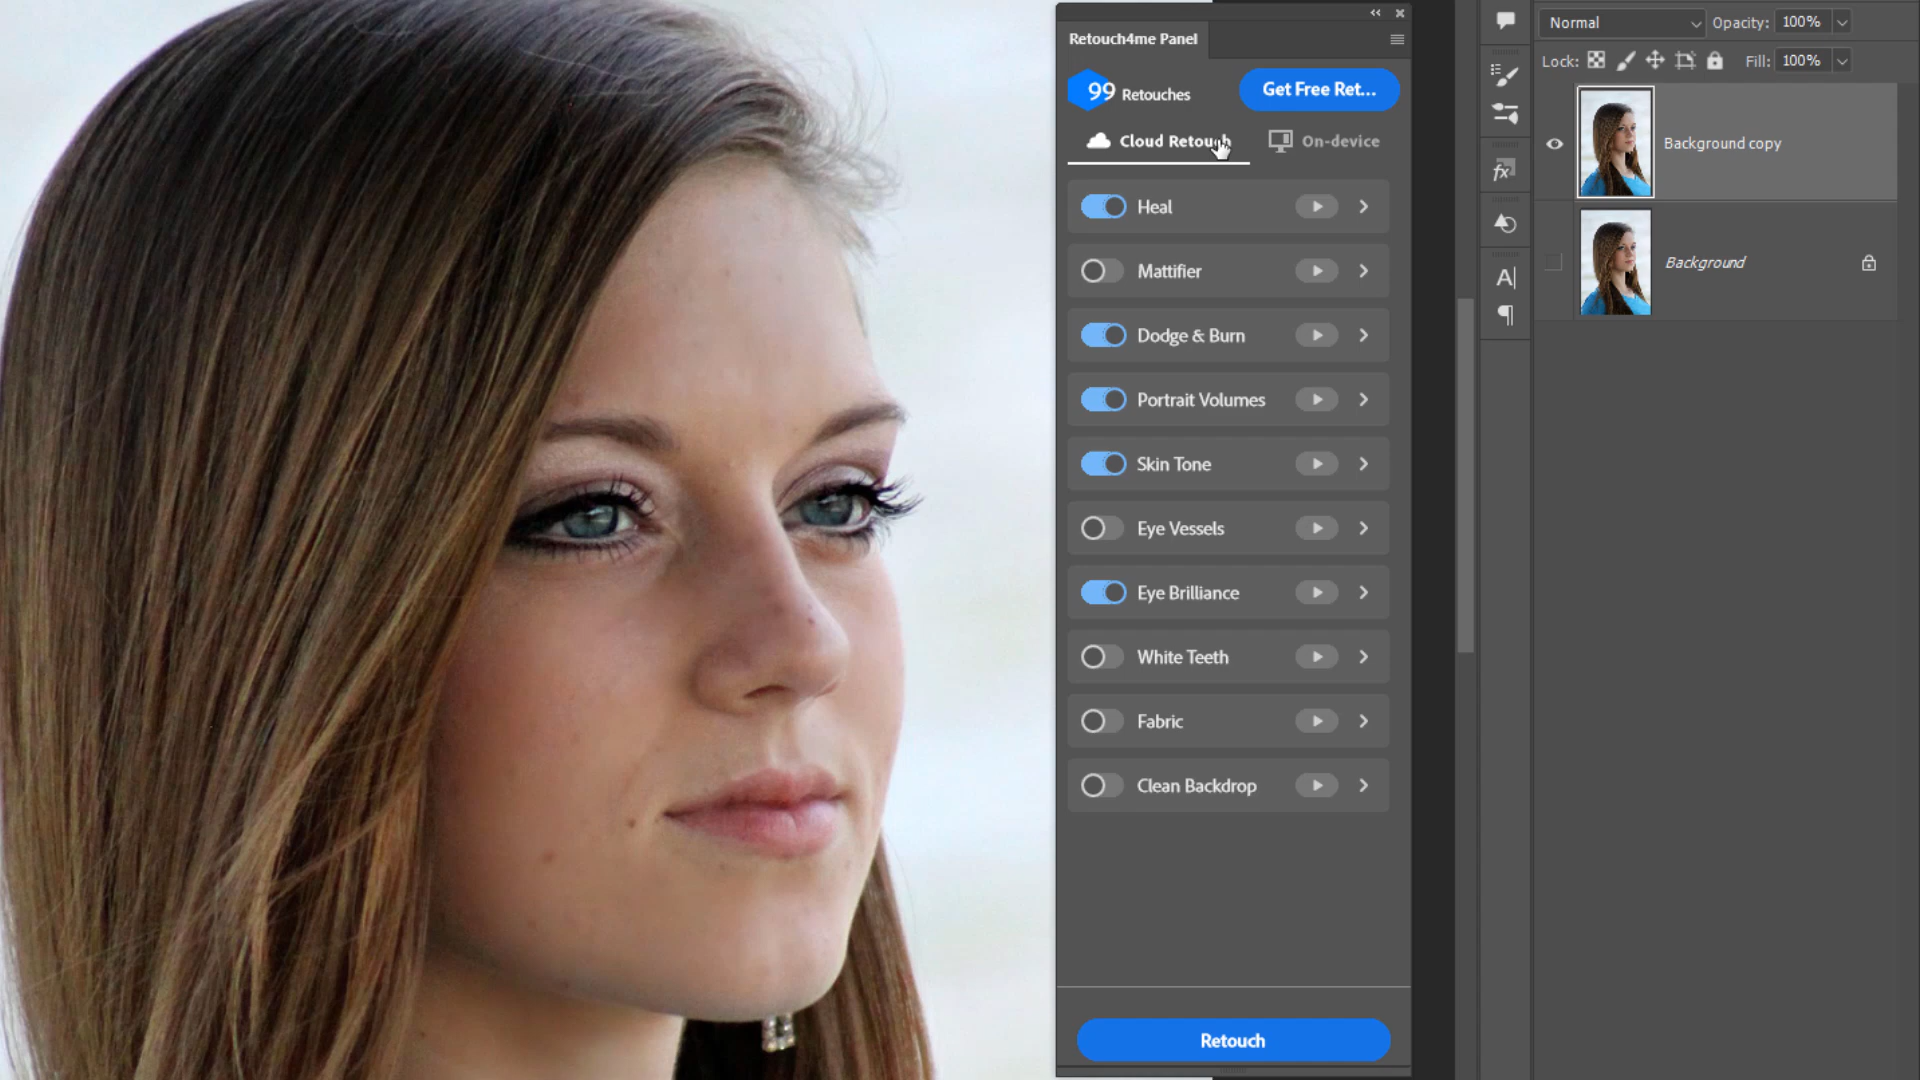 Retouch4me Panel
99 Retouches
Get Free Ret...
Cloud Retouch
On-device
Heal
Mattifier
Dodge & Burn
Portrait Volumes
Skin Tone
Eye Vessels
Eye Brilliance
White Teeth
Fabric
Clean Backdrop
Retouch
Normal
Opacity: 100%
Lock:
Fill: 100%
Background copy
Background
fx
A